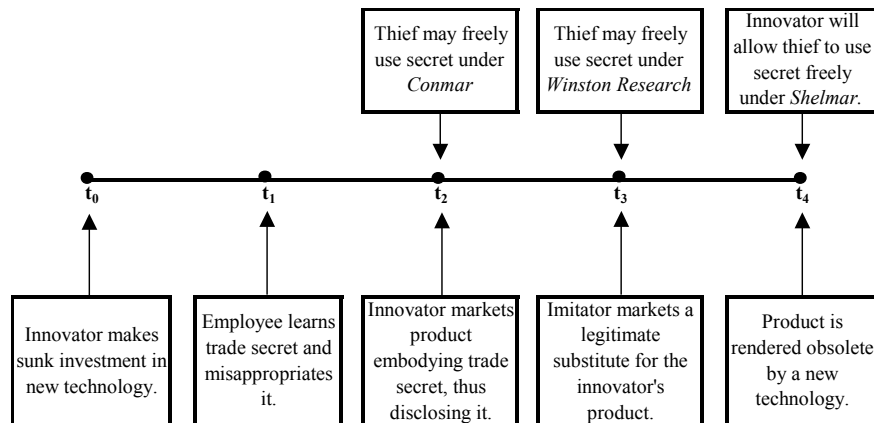 Thief may freely
use secret under
Conmar
Thief may freely
use secret under
Winston Research
Innovator will
allow thief to use
secret freely
under Shelmar.
t0
t1
t2
t3
t4
Innovator makes
sunk investment in
new technology.
Employee learns
trade secret and
misappropriates
it.
Innovator markets
product
embodying trade
secret, thus
disclosing it.
Imitator markets a
legitimate
substitute for the
innovator's
product.
Product is
rendered obsolete
by a new
technology.